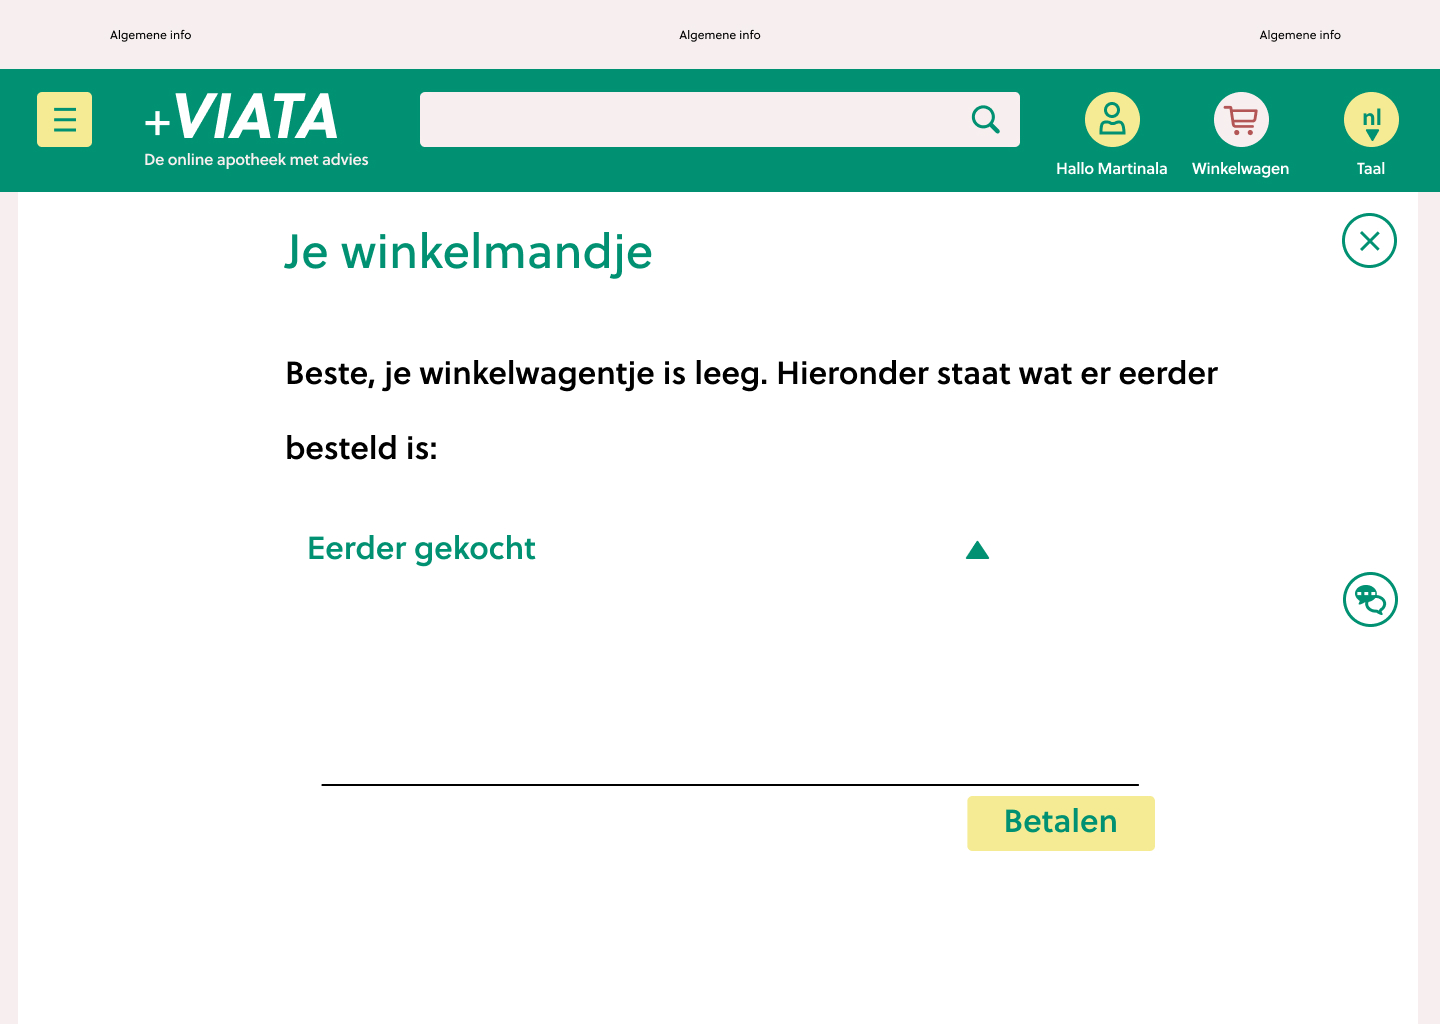 Algemene info
Algemene info
Algemene info
+VIATA
De online apotheek met advies
nl
Hallo Martinala
Winkelwagen
Taal
Je winkelmandje
Beste, je winkelwagentje is leeg. Hieronder staat wat er eerder
besteld is:
Eerder gekocht
Betalen